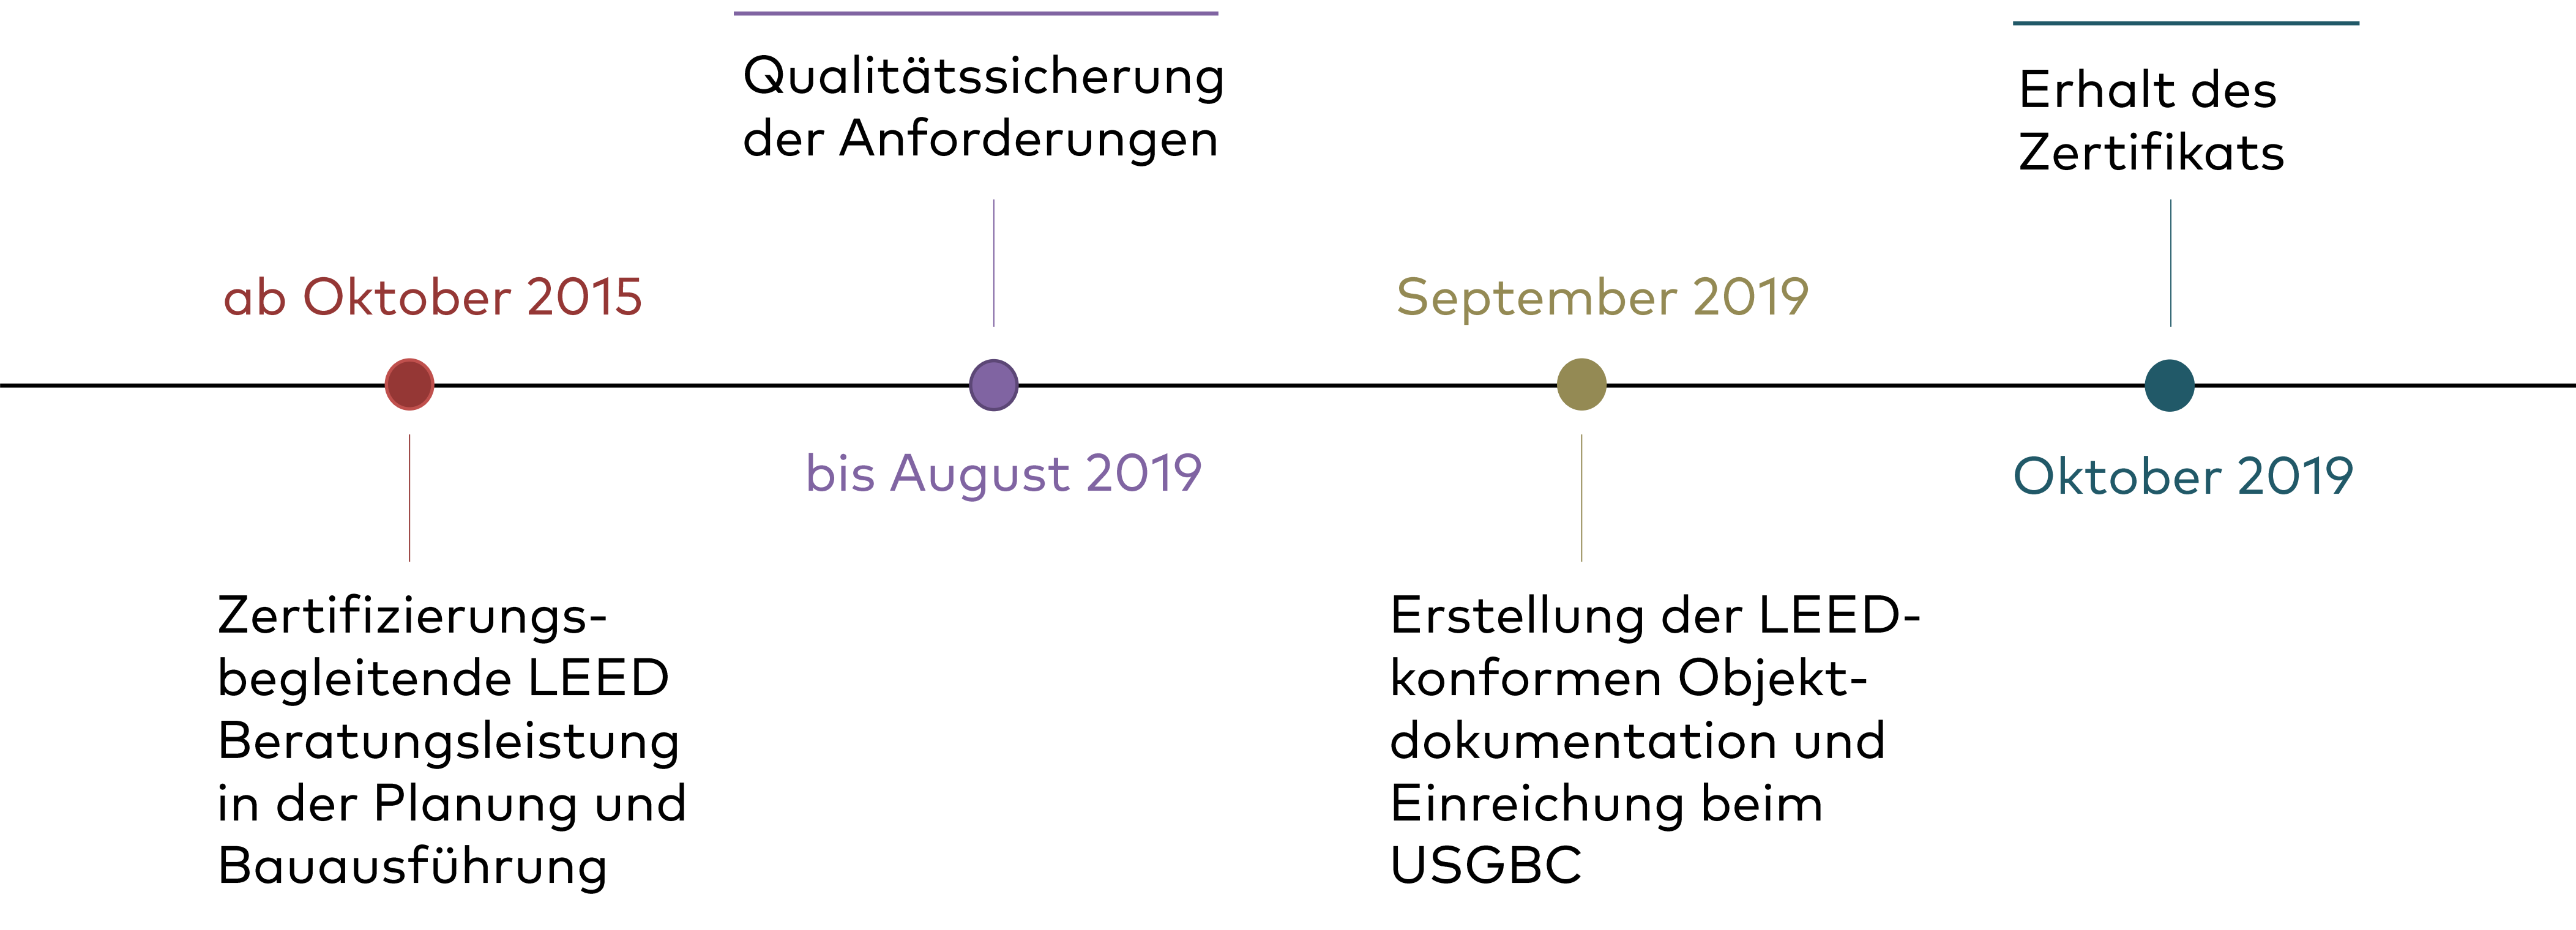 ab Oktober 2015
Zertifizierungs-
begleitende LEED
Beratungsleistung
in der Planung und
Bauausführung
Qualitätssicherung
der Anforderungen
bis August 2019
September 2019
Erstellung der LEED-
konformen Objekt-
dokumentation und
Einreichung beim
USGBC
Erhalt des
Zertifikats
Oktober 2019